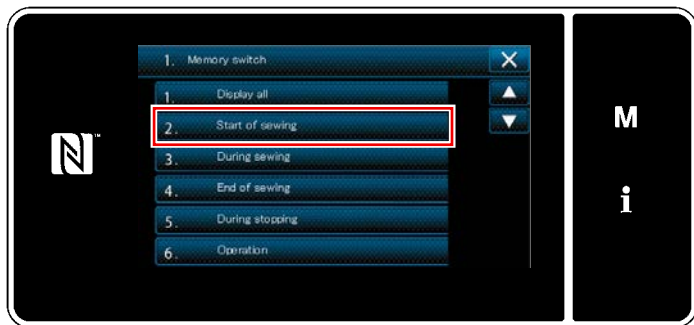 1. Memory switch
1. Display all
2. Start of sewing
3. During sewing
4. End of sewing
5. During stopping
6. Operation
N
M
i